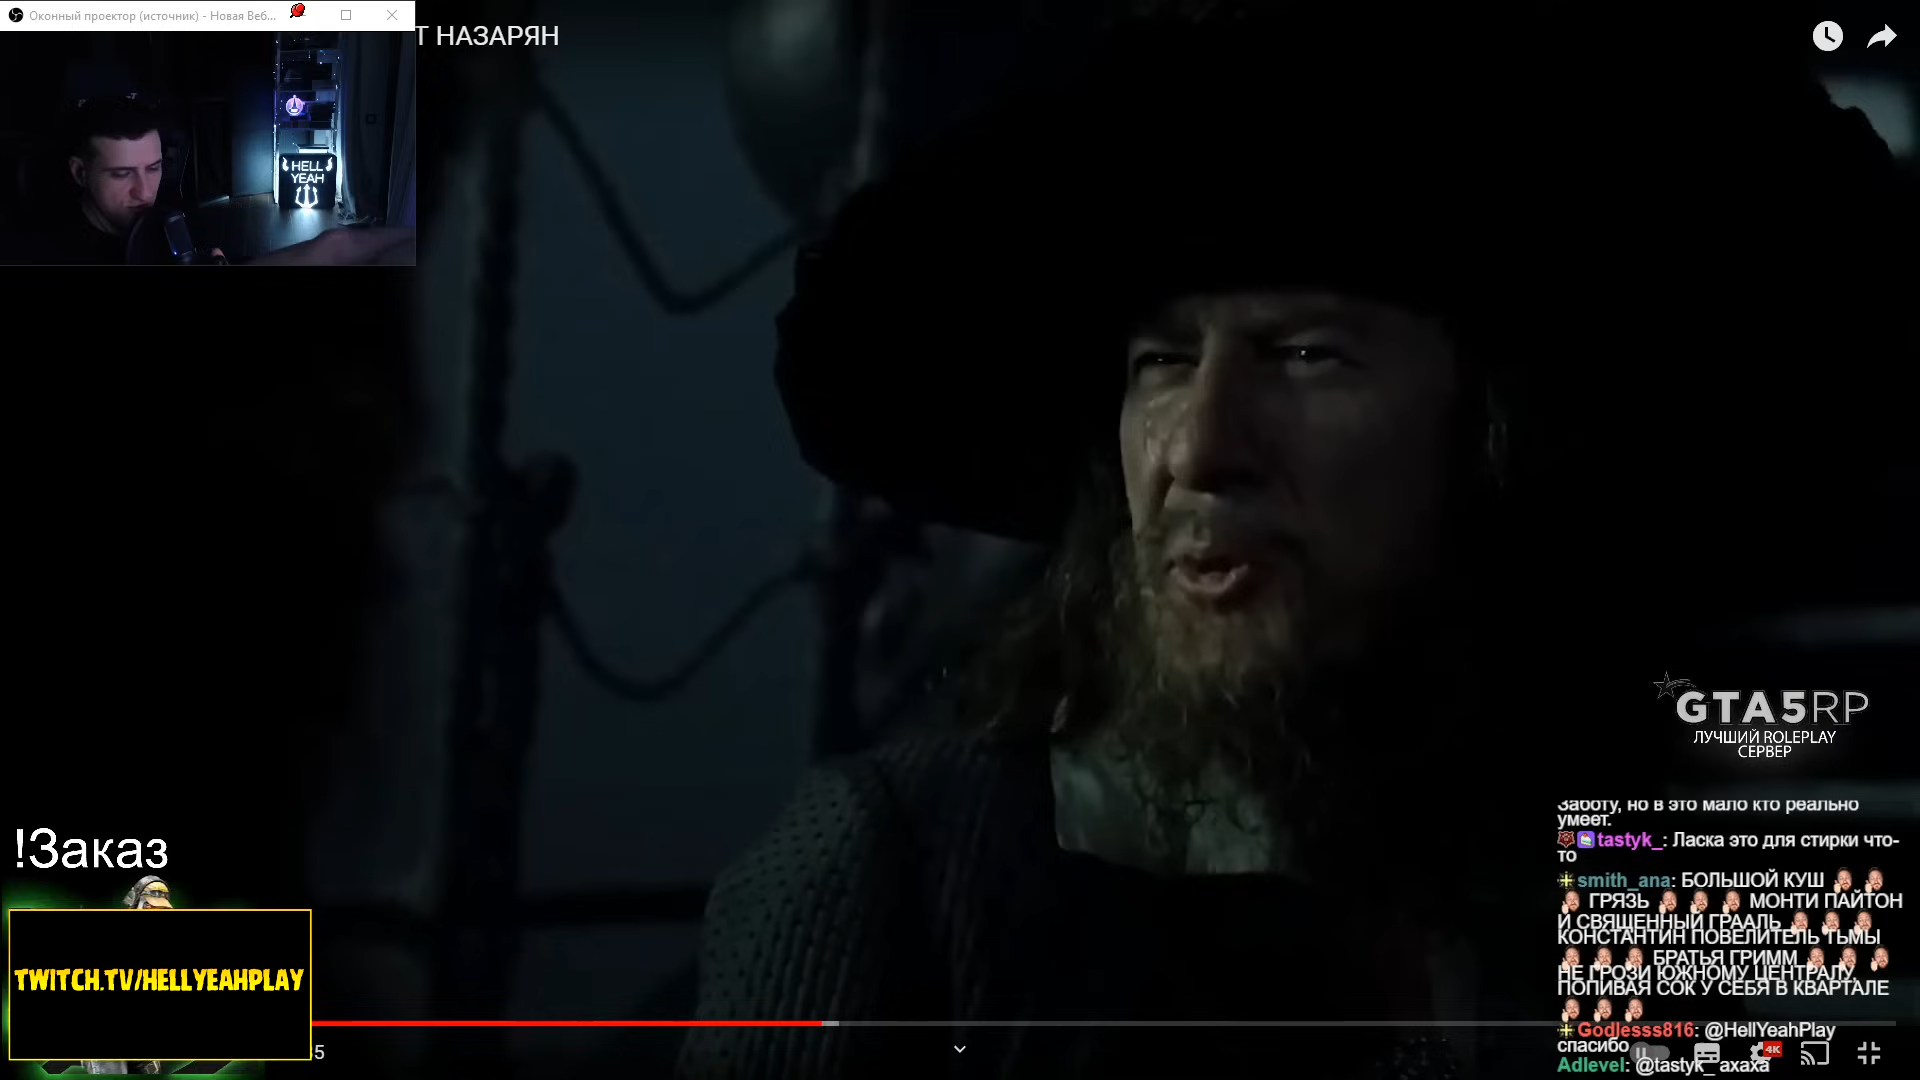 Оконный проектор (источник) - Новая Веб...
Т НАЗАРЯН
HELL
YEAH
GTA5RP
ЛУЧШИЙ ROLEPLAY
СЕРВЕР
!Заказ
TWITCH.TV/HELLYEAHPLAY
заботу, но в это мало кто реально
умеет.
tastyk_: Ласка это для стирки что-
то
smith_ana: БОЛЬШОЙ КУШ
ГРЯЗЬ МОНТИ ПАЙТОН
И СВЯЩЕННЫЙ ГРААЛЬ
КОНСТАНТИН ПОВЕЛИТЕЛЬ ТЬМЫ
БРАТЬЯ ГРИММ
НЕ ГРОЗИ ЮЖНОМУ ЦЕНТРАЛУ,
ПОПИВАЯ СОК У СЕБЯ В КВАРТАЛЕ
Godlesss816: @HellYeahPlay
спасибо
Adlevel: @tastyk_ ахаха
5
4K